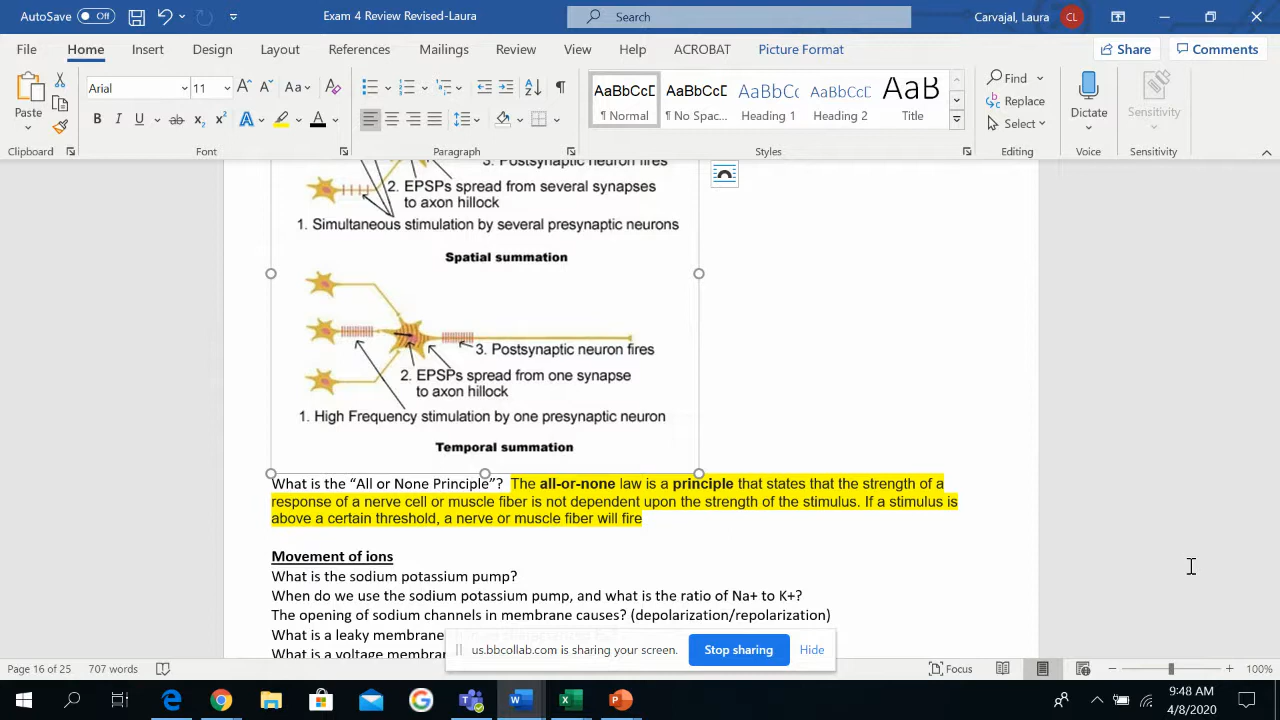 AutoSave Off Exam 4 Review Revised-Laura Search Carvajal, Laura CL
File Home Insert Design Layout References Mailings Review View Help ACROBAT Picture Format Share Comments
Paste
Clipboard
Arial 11
Font
Paragraph
AaBbCcD AaBbCcD AaBbCc AaBbCcD AaB
¶ Normal ¶ No Spac... Heading 1 Heading 2 Title
Styles
Find
Replace
Select
Editing
Dictate
Voice
Sensitivity
Sensitivity
3. Postsynaptic neuron fires
2. EPSPs spread from several synapses
to axon hillock
1. Simultaneous stimulation by several presynaptic neurons
Spatial summation
3. Postsynaptic neuron fires
2. EPSPs spread from one synapse
to axon hillock
1. High Frequency stimulation by one presynaptic neuron
Temporal summation
What is the “All or None Principle”? The all-or-none law is a principle that states that the strength of a
response of a nerve cell or muscle fiber is not dependent upon the strength of the stimulus. If a stimulus is
above a certain threshold, a nerve or muscle fiber will fire
Movement of ions
What is the sodium potassium pump?
When do we use the sodium potassium pump, and what is the ratio of Na+ to K+?
The opening of sodium channels in membrane causes? (depolarization/repolarization)
What is a leaky membrane
What is a voltage membran
us.bbcollab.com is sharing your screen. Stop sharing Hide
Page 16 of 25 707 words Focus 100%
9:48 AM
4/8/2020